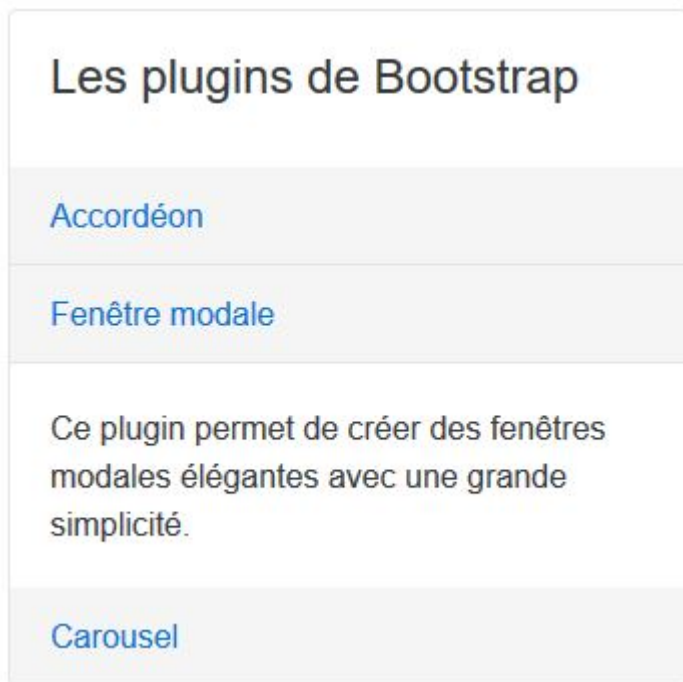 Les plugins de Bootstrap
Accordéon
Fenêtre modale
Ce plugin permet de créer des fenêtres
modales élégantes avec une grande
simplicité.
Carousel